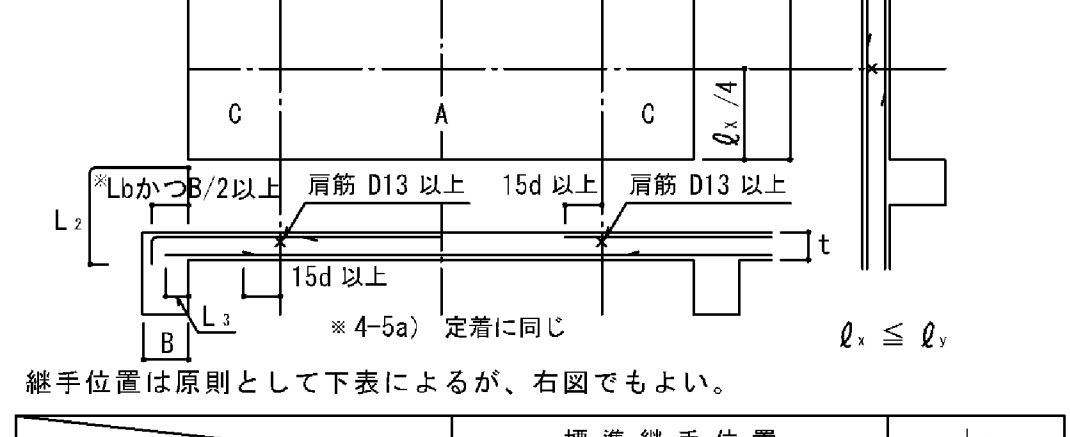 C A C ℓx/4
※LbかつB/2以上 肩筋 D13 以上 15d 以上 肩筋 D13 以上
L2
t
15d 以上
L3
※4-5a) 定着に同じ
B
ℓx ≦ ℓy
継手位置は原則として下表によるが、右図でもよい。
標準継手位置